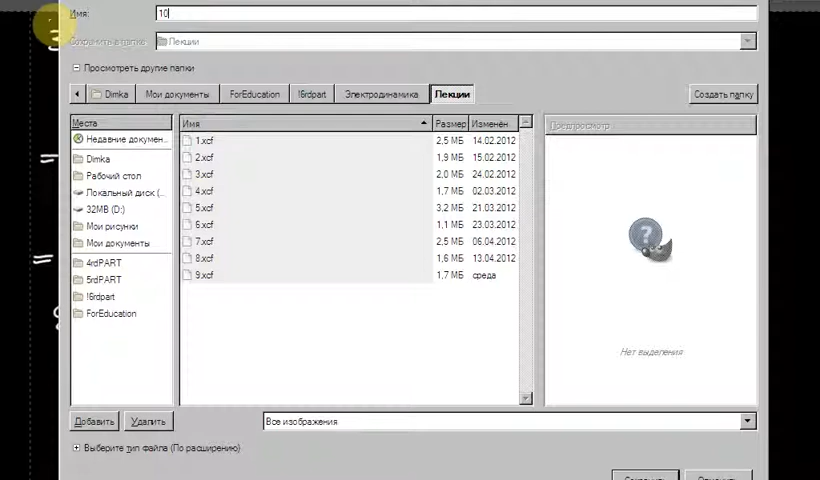 Имя:
10
Сохранить в папке:
Лекции
Просмотреть другие папки
Dimka
Мои документы
ForEducation
!6rdpart
Электродинамика
Лекции
Создать папку
Места
Недавние докумен..
Dimka
Рабочий стол
Локальный диск (..
32MB (D:)
Мои рисунки
Мои документы
4rdPART
5rdPART
!6rdpart
ForEducation
Имя Размер Изменён
1.xcf 2,5 МБ 14.02.2012
2.xcf 1,9 МБ 15.02.2012
3.xcf 2,0 МБ 24.02.2012
4.xcf 1,7 МБ 02.03.2012
5.xcf 3,2 МБ 21.03.2012
6.xcf 1,1 МБ 23.03.2012
7.xcf 2,5 МБ 06.04.2012
8.xcf 1,6 МБ 13.04.2012
9.xcf 1,7 МБ среда
Предпросмотр
Нет выделения
Добавить
Удалить
Все изображения
Выберите тип файла (По расширению)